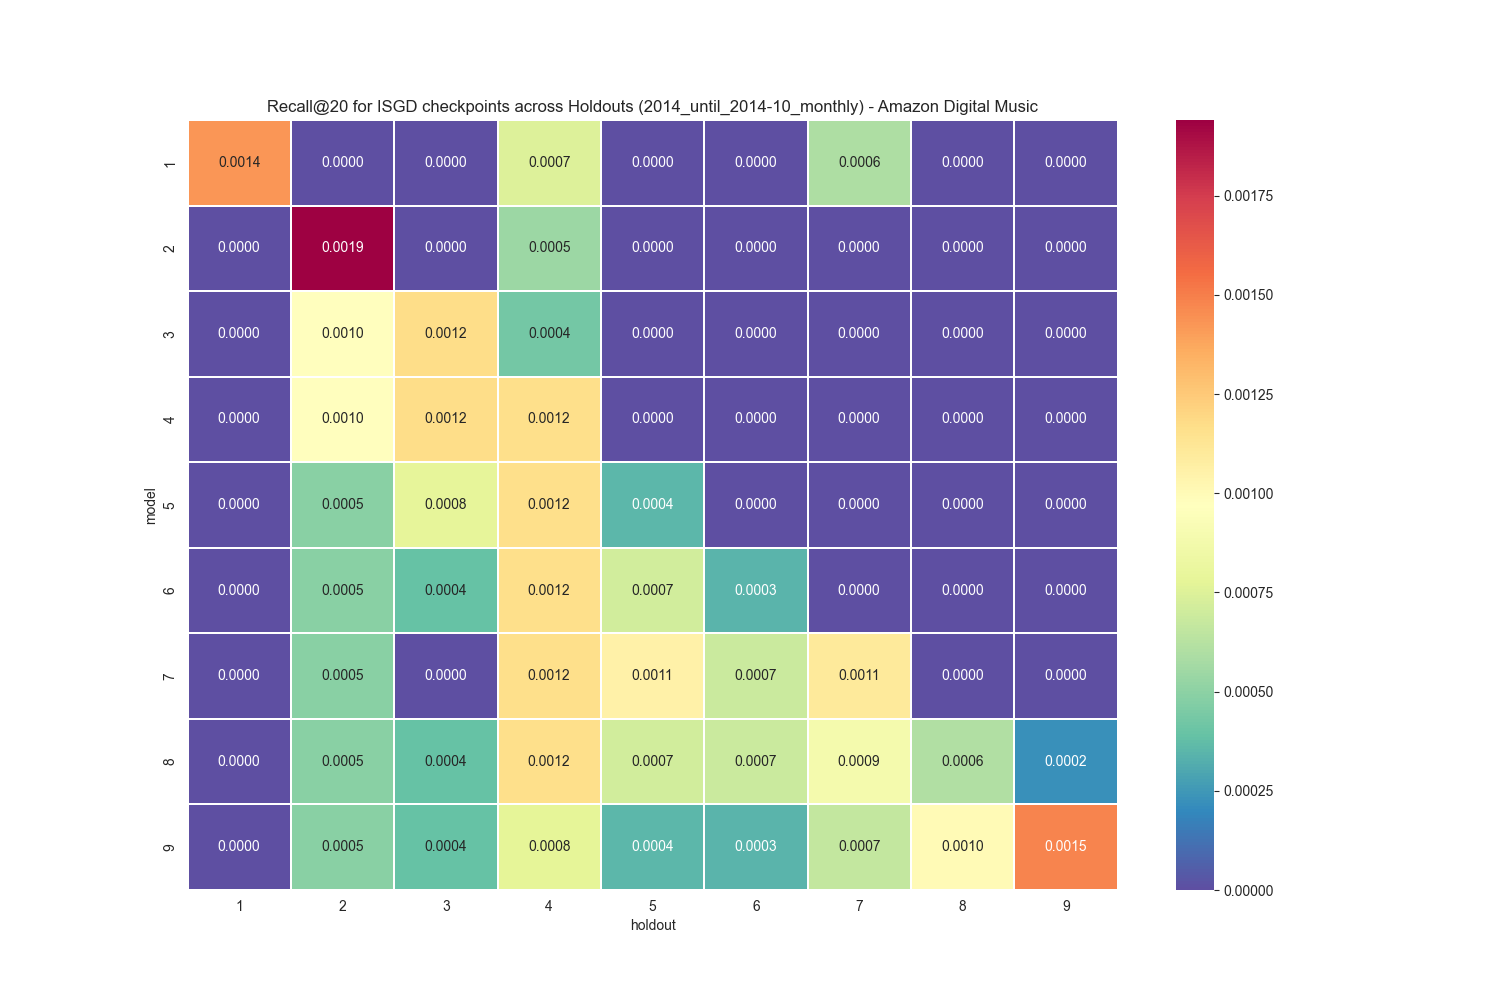 Recall@20 for ISGD checkpoints across Holdouts (2014_until_2014-10_monthly) - Amazon Digital Music
1 0.0014 0.0000 0.0000 0.0007 0.0000 0.0000 0.0006 0.0000 0.0000
2 0.0000 0.0019 0.0000 0.0005 0.0000 0.0000 0.0000 0.0000 0.0000
3 0.0000 0.0010 0.0012 0.0004 0.0000 0.0000 0.0000 0.0000 0.0000
4 0.0000 0.0010 0.0012 0.0012 0.0000 0.0000 0.0000 0.0000 0.0000
5 0.0000 0.0005 0.0008 0.0012 0.0004 0.0000 0.0000 0.0000 0.0000
6 0.0000 0.0005 0.0004 0.0012 0.0007 0.0003 0.0000 0.0000 0.0000
7 0.0000 0.0005 0.0000 0.0012 0.0011 0.0007 0.0011 0.0000 0.0000
8 0.0000 0.0005 0.0004 0.0012 0.0007 0.0007 0.0009 0.0006 0.0002
9 0.0000 0.0005 0.0004 0.0008 0.0004 0.0003 0.0007 0.0010 0.0015
model
1 2 3 4 5 6 7 8 9
holdout
0.00175
0.00150
0.00125
0.00100
0.00075
0.00050
0.00025
0.00000